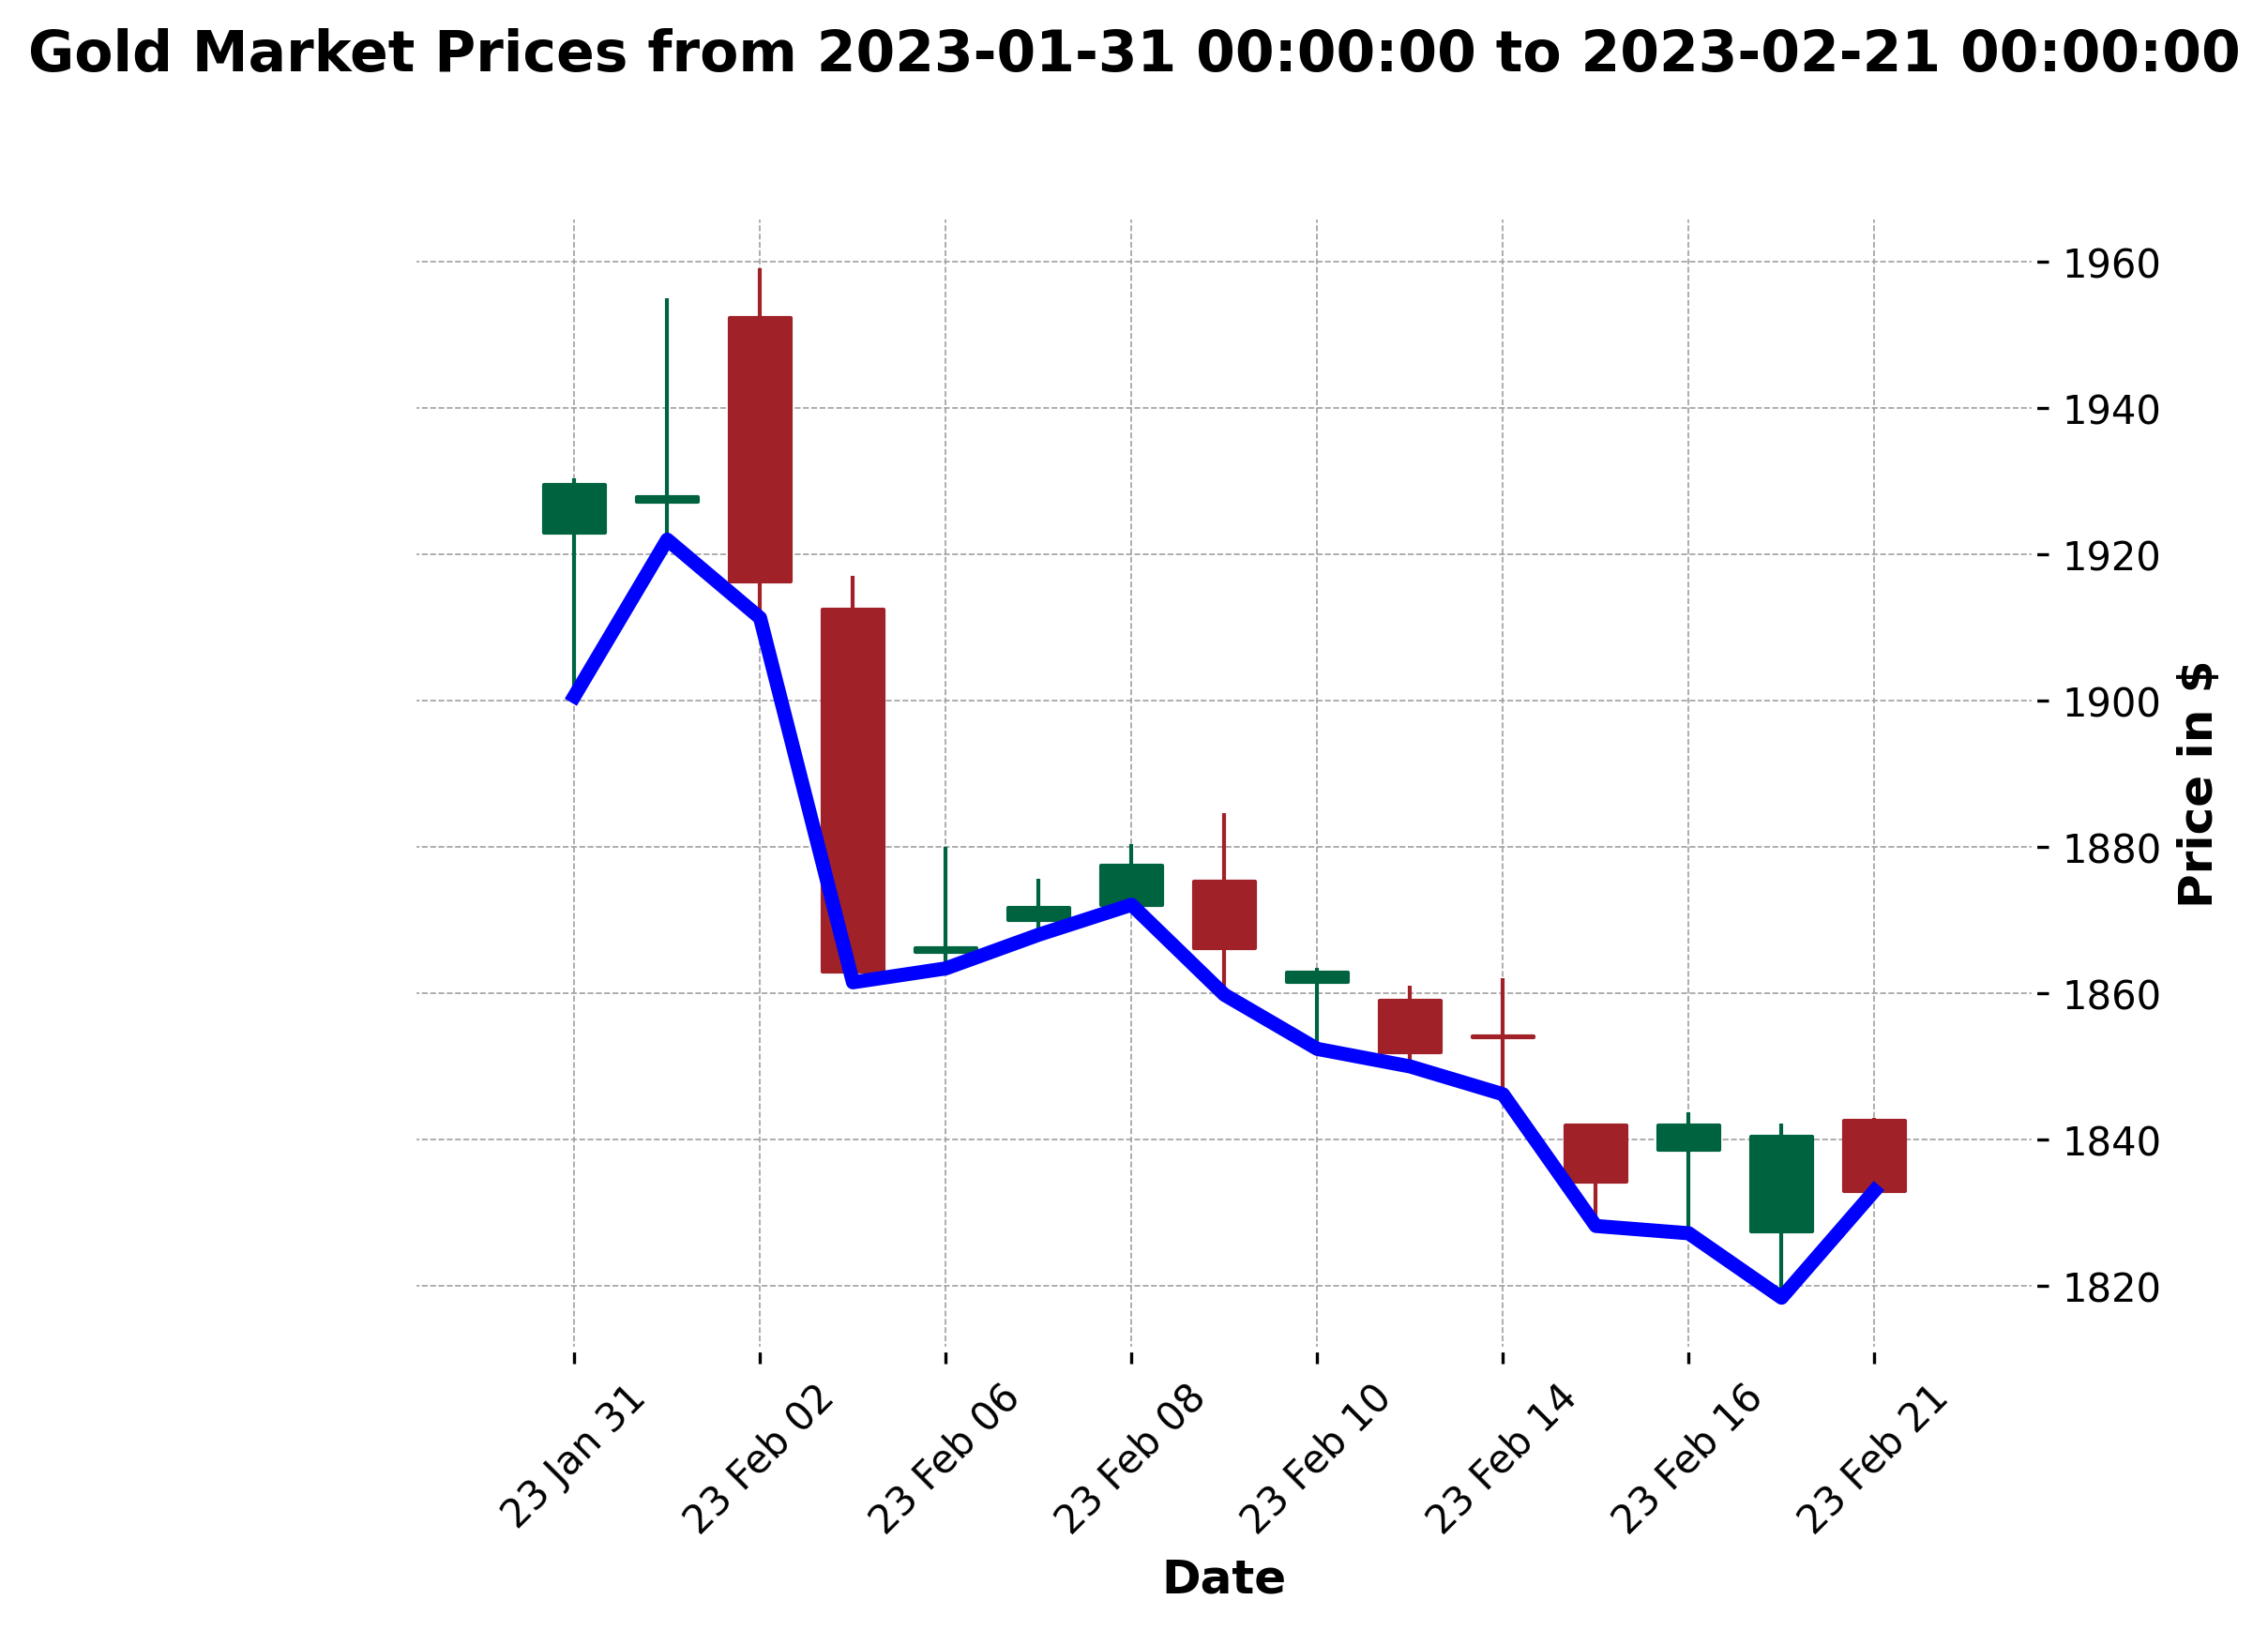 Gold Market Prices from 2023-01-31 00:00:00 to 2023-02-21 00:00:00
1960
1940
1920
1900
1880
1860
1840
1820
Price in $
23 Jan 31
23 Feb 02
23 Feb 06
23 Feb 08
23 Feb 10
23 Feb 14
23 Feb 16
23 Feb 21
Date